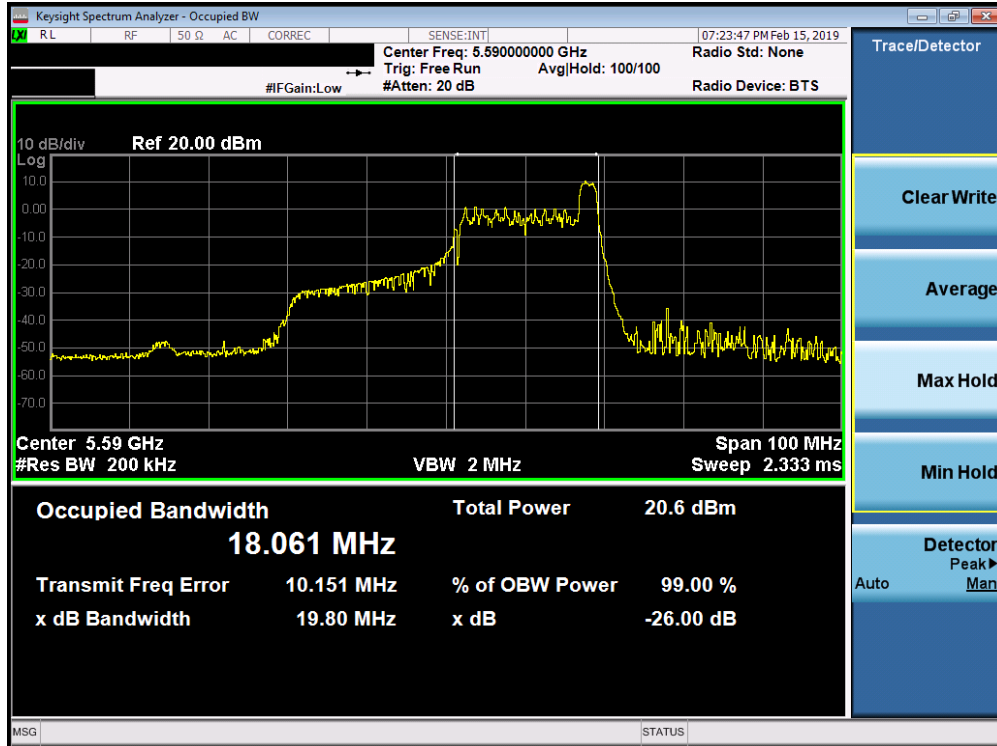 Keysight Spectrum Analyzer - Occupied BW
LXI RL RF 50 Ω AC CORREC SENSE:INT 07:23:47 PM Feb 15, 2019
Center Freq: 5.590000000 GHz Radio Std: None
Trig: Free Run Avg|Hold: 100/100
#IFGain:Low #Atten: 20 dB Radio Device: BTS
Trace/Detector
10 dB/div Ref 20.00 dBm
Log
10.0
0.00
-10.0
-20.0
-30.0
-40.0
-50.0
-60.0
-70.0
Center 5.59 GHz Span 100 MHz
#Res BW 200 kHz VBW 2 MHz Sweep 2.333 ms
Occupied Bandwidth Total Power 20.6 dBm
18.061 MHz
Transmit Freq Error 10.151 MHz % of OBW Power 99.00 %
x dB Bandwidth 19.80 MHz x dB -26.00 dB
Clear Write
Average
Max Hold
Min Hold
Detector
Peak▶
Auto Man
MSG STATUS